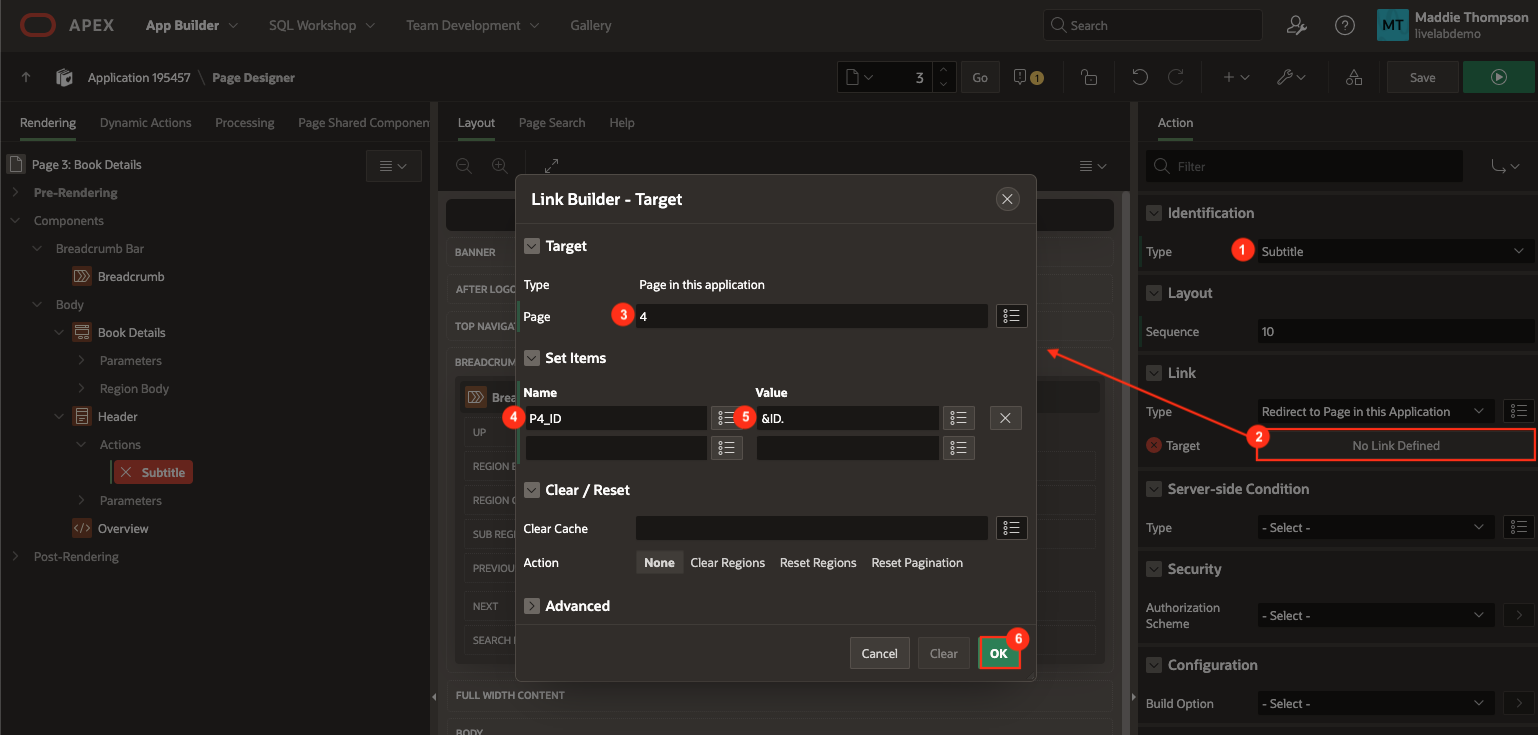 APEX App Builder SQL Workshop Team Development Gallery Search MT Maddie Thompson
livelabdemo
Application 195457 \ Page Designer 3 Go 1 Save
Rendering Dynamic Actions Processing Page Shared Componen
Layout Page Search Help
Action
Page 3: Book Details
Pre-Rendering
Components
Breadcrumb Bar
Breadcrumb
Body
Book Details
Parameters
Region Body
Header
Actions
Subtitle
Parameters
Overview
Post-Rendering
BANNER
AFTER LOGO
TOP NAVIGA
BREADCRUM
Brea
UP
REGION
REGION
SUB REGI
PREVIOU
NEXT
SEARCH
FULL WIDTH CONTENT
BODY
Link Builder - Target
Target
Type Page in this application
Page 3 4
Set Items
Name Value
4 P4_ID 5 &ID.
Clear / Reset
Clear Cache
Action None Clear Regions Reset Regions Reset Pagination
Advanced
Cancel Clear OK 6
Filter
Identification
Type 1 Subtitle
Layout
Sequence 10
Link
Type Redirect to Page in this Application
Target 2 No Link Defined
Server-side Condition
Type - Select -
Security
Authorization
Scheme - Select -
Configuration
Build Option - Select -